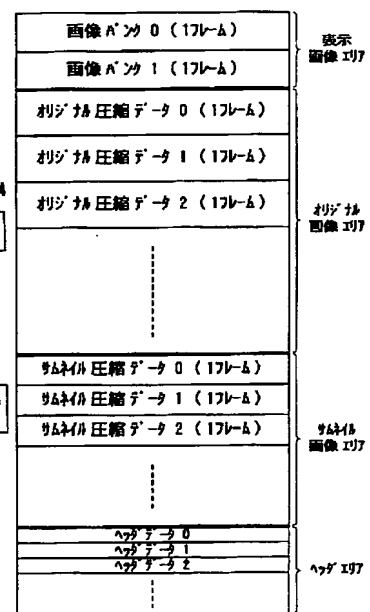 画像バンク 0 (1フレーム)
画像バンク 1 (1フレーム)
表示
画像エリア
オリジナル圧縮データ 0 (1フレーム)
オリジナル圧縮データ 1 (1フレーム)
オリジナル圧縮データ 2 (1フレーム)
オリジナル
画像エリア
サムネイル圧縮データ 0 (1フレーム)
サムネイル圧縮データ 1 (1フレーム)
サムネイル圧縮データ 2 (1フレーム)
サムネイル
画像エリア
ヘッダデータ 0
ヘッダデータ 1
ヘッダデータ 2
ヘッダエリア